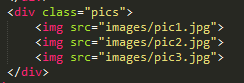 <div class="pics">
<img src="images/pic1.jpg">
<img src="images/pic2.jpg">
<img src="images/pic3.jpg">
</div>